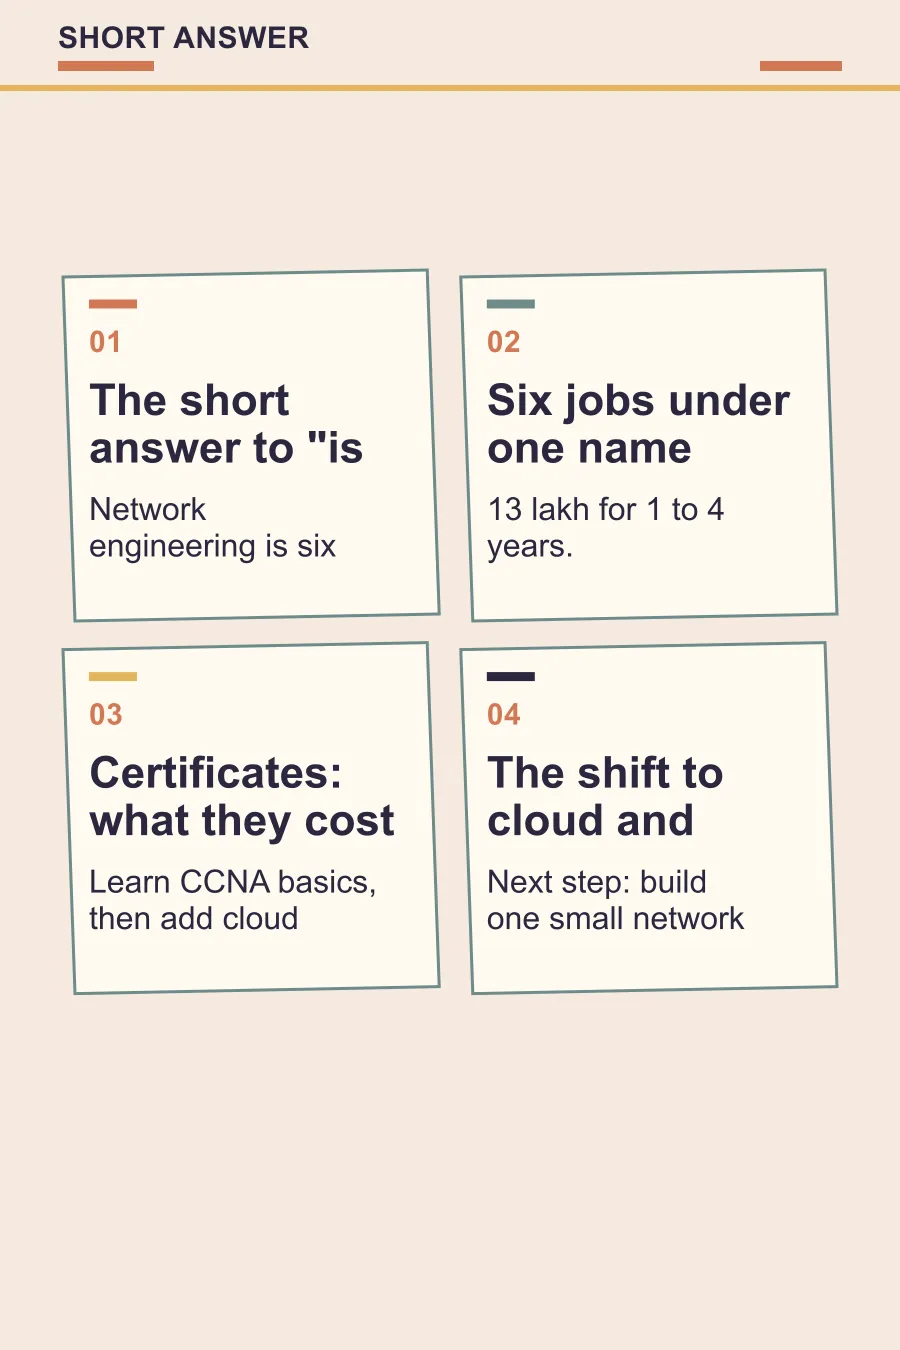 SHORT ANSWER
01
The short
answer to "is
Network
engineering is six
02
Six jobs under
one name
13 lakh for 1 to 4
years.
03
Certificates:
what they cost
Learn CCNA basics,
then add cloud
04
The shift to
cloud and
Next step: build
one small network